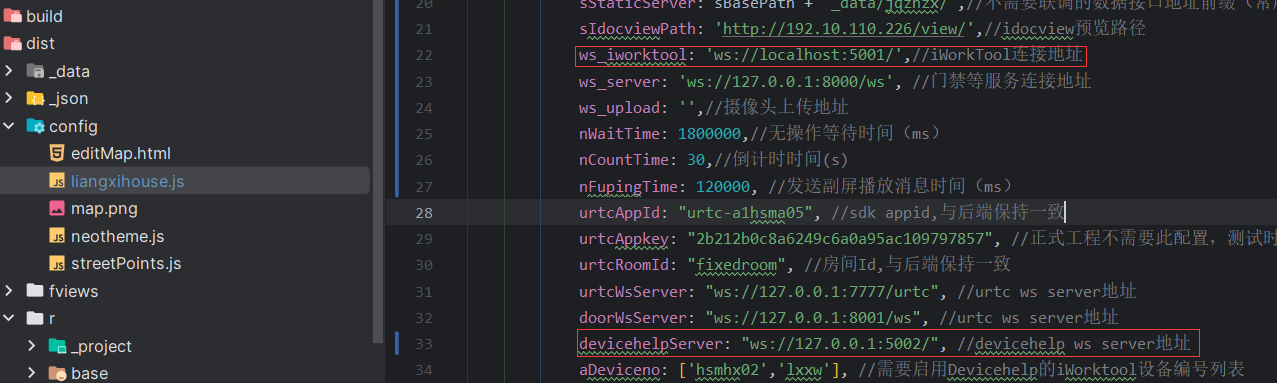 build
dist
_data
_json
config
editMap.html
liangxihouse.js
map.png
neotheme.js
streetPoints.js
fviews
r
_project
base
20 sStaticServer: sBasePath + '_data/jqzhzx/',//不需要联调的数据接口地址前缀（常用
21 sIdocviewPath: 'http://192.10.110.226/view/',//idocview预览路径
22 ws_iworktool: 'ws://localhost:5001/',//iWorkTool连接地址
23 ws_server: 'ws://127.0.0.1:8000/ws', //门禁等服务连接地址
24 ws_upload: '',//摄像头上传地址
25 nWaitTime: 1800000,//无操作等待时间（ms）
26 nCountTime: 30,//倒计时时间(s)
27 nFupingTime: 120000, //发送副屏播放消息时间（ms）
28 urtcAppId: "urtc-a1hsma05", //sdk appid,与后端保持一致
29 urtcAppkey: "2b212b0c8a6249c6a0a95ac109797857", //正式工程不需要此配置，测试时
30 urtcRoomId: "fixedroom", //房间Id,与后端保持一致
31 urtcWsServer: "ws://127.0.0.1:7777/urtc", //urtc ws server地址
32 doorWsServer: "ws://127.0.0.1:8001/ws", //urtc ws server地址
33 devicehelpServer: "ws://127.0.0.1:5002/", //devicehelp ws server地址
34 aDeviceno: ['hsmhx02','lxxw'], //需要启用Devicehelp的iWorktool设备编号列表